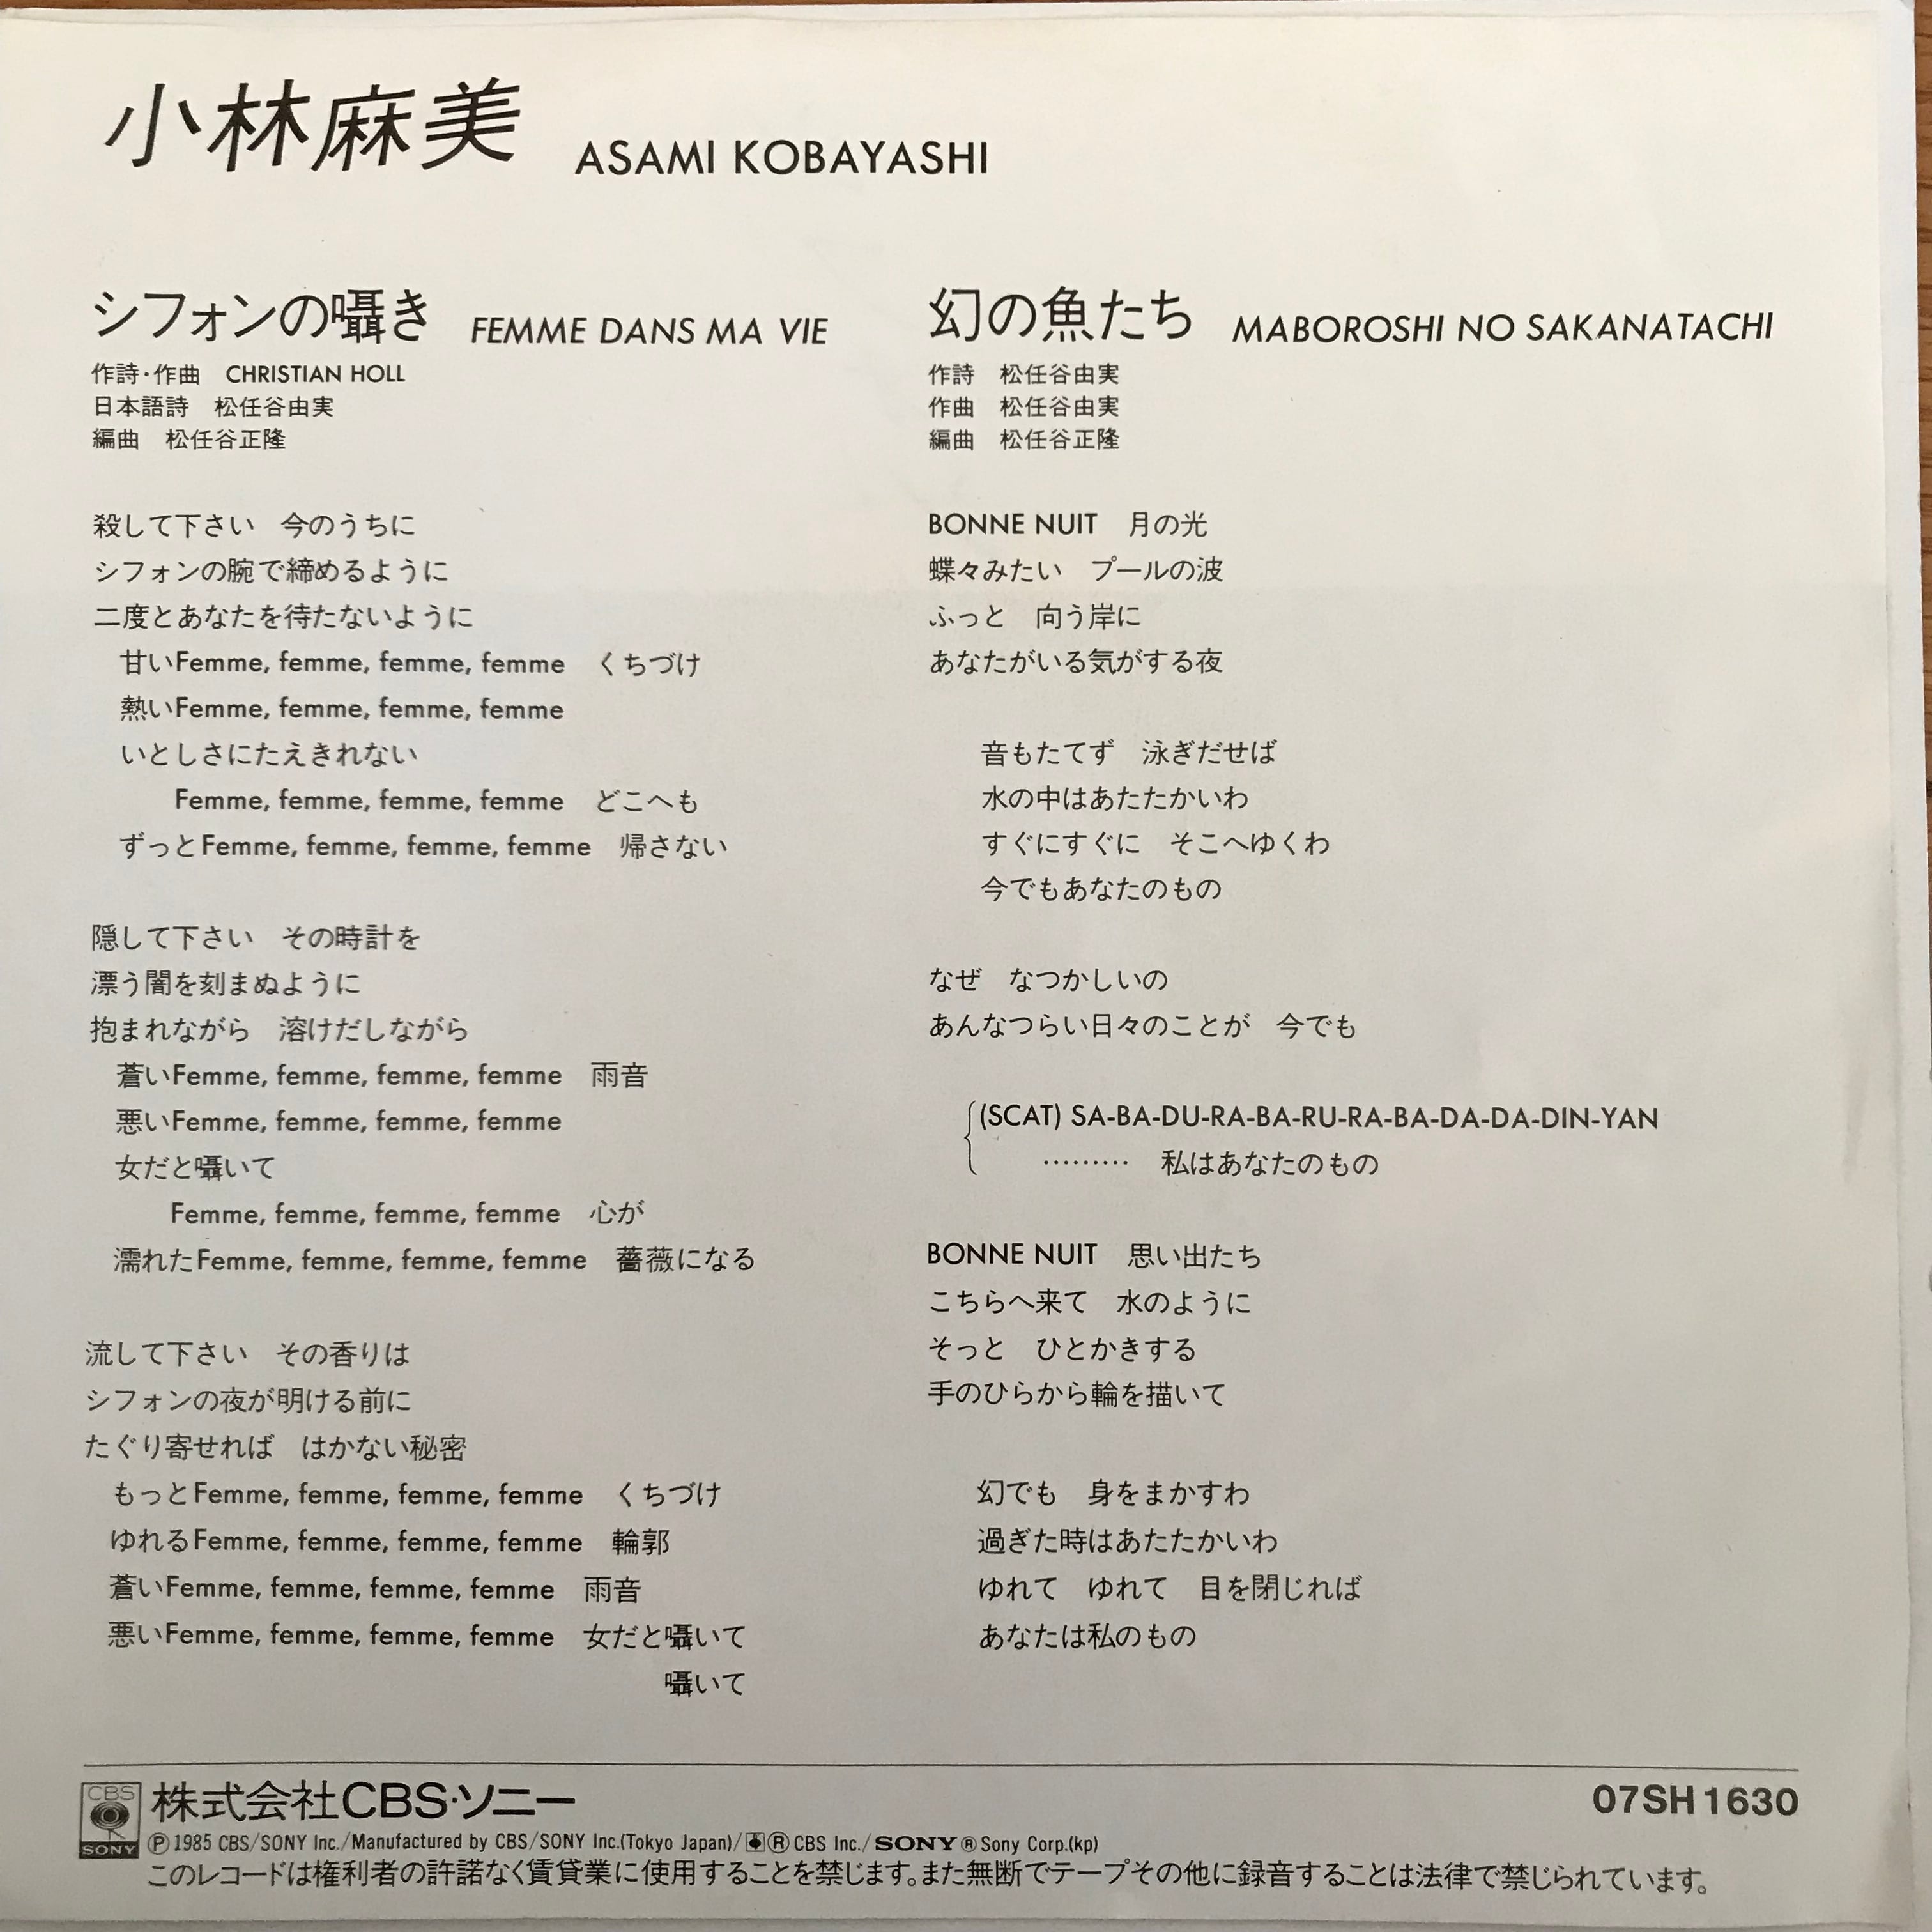 小林麻美 ASAMI KOBAYASHI
シフォンの囁き FEMME DANS MA VIE
作詩・作曲 CHRISTIAN HOLL
日本語詩 松任谷由実
編曲 松任谷正隆
殺して下さい 今のうちに
シフォンの腕で締めるように
二度とあなたを待たないように
甘いFemme, femme, femme, femme くちづけ
熱いFemme, femme, femme, femme
いとしさにたえきれない
Femme, femme, femme, femme どこへも
ずっとFemme, femme, femme, femme 帰さない
隠して下さい その時計を
漂う闇を刻まぬように
抱まれながら 溶けだしながら
蒼いFemme, femme, femme, femme 雨音
悪いFemme, femme, femme, femme
女だと囁いて
Femme, femme, femme, femme 心が
濡れたFemme, femme, femme, femme 薔薇になる
流して下さい その香りは
シフォンの夜が明ける前に
たぐり寄せれば はかない秘密
もっとFemme, femme, femme, femme くちづけ
ゆれるFemme, femme, femme, femme 輪郭
蒼いFemme, femme, femme, femme 雨音
悪いFemme, femme, femme, femme 女だと囁いて
囁いて
幻の魚たち MABOROSHI NO SAKANATACHI
作詩 松任谷由実
作曲 松任谷由実
編曲 松任谷正隆
BONNE NUIT 月の光
蝶々みたい プールの波
ふっと 向う岸に
あなたがいる気がする夜
音もたてず 泳ぎだせば
水の中はあたたかいわ
すぐにすぐに そこへゆくわ
今でもあなたのもの
なぜ なつかしいの
あんなつらい日々のことが 今でも
(SCAT) SA-BA-DU-RA-BA-RU-RA-BA-DA-DA-DIN-YAN
……… 私はあなたのもの
BONNE NUIT 思い出たち
こちらへ来て 水のように
そっと ひとかきする
手のひらから輪を描いて
幻でも 身をまかすわ
過ぎた時はあたたかいわ
ゆれて ゆれて 目を閉じれば
あなたは私のもの
CBS SONY 株式会社CBS・ソニー 07SH 1630
Ⓟ1985 CBS/SONY Inc./Manufactured by CBS/SONY Inc.(Tokyo Japan)/®CBS Inc./SONY®Sony Corp.(kp)
このレコードは権利者の許諾なく賃貸業に使用することを禁じます。また無断でテープその他に録音することは法律で禁じられています。